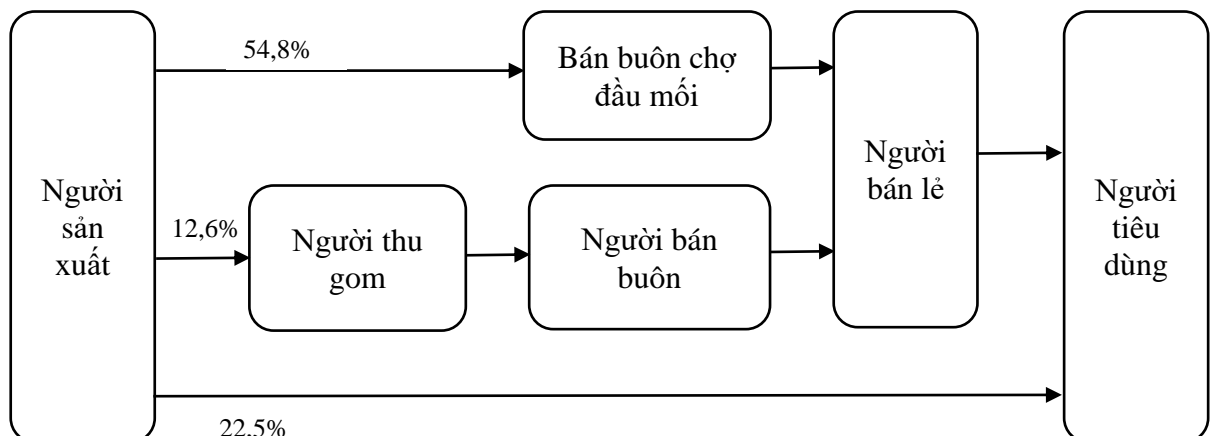 54,8%
Bán buôn chợ
đầu mối
Người
bán lẻ
Người
sản
xuất
12,6%
Người thu
gom
Người bán
buôn
Người
tiêu
dùng
22,5%